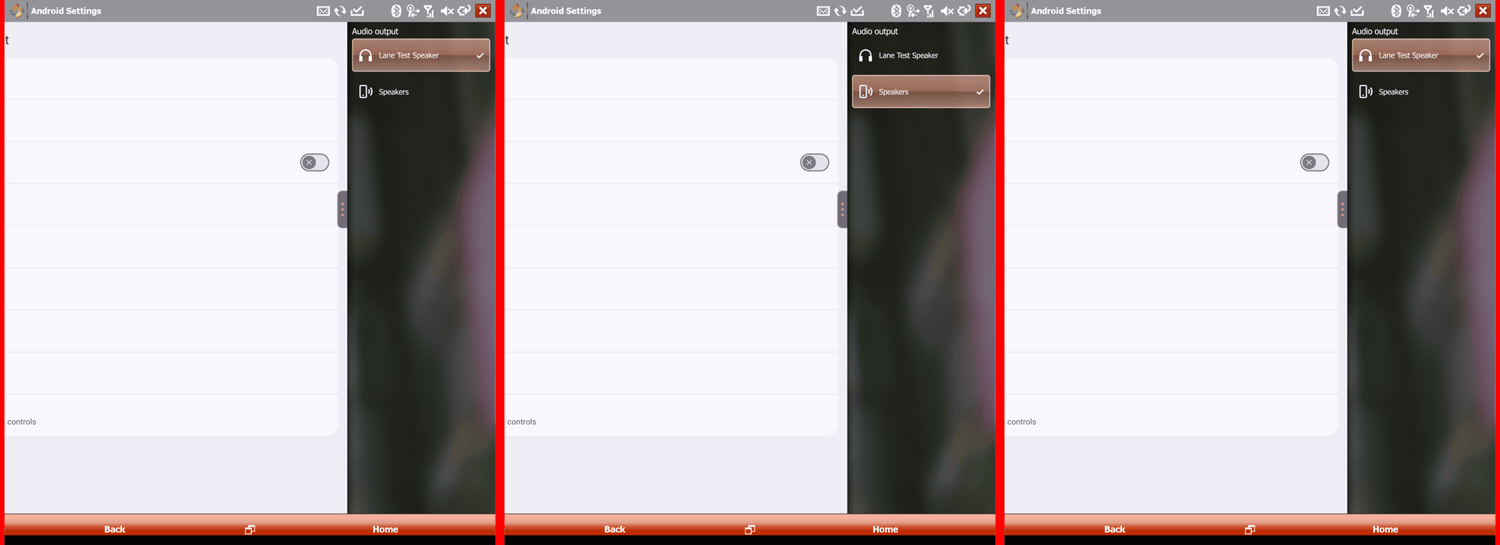 Android Settings
t
Audio output
Lane Test Speaker
Speakers
controls
Back
Home
Android Settings
t
Audio output
Lane Test Speaker
Speakers
controls
Back
Home
Android Settings
t
Audio output
Lane Test Speaker
Speakers
controls
Back
Home